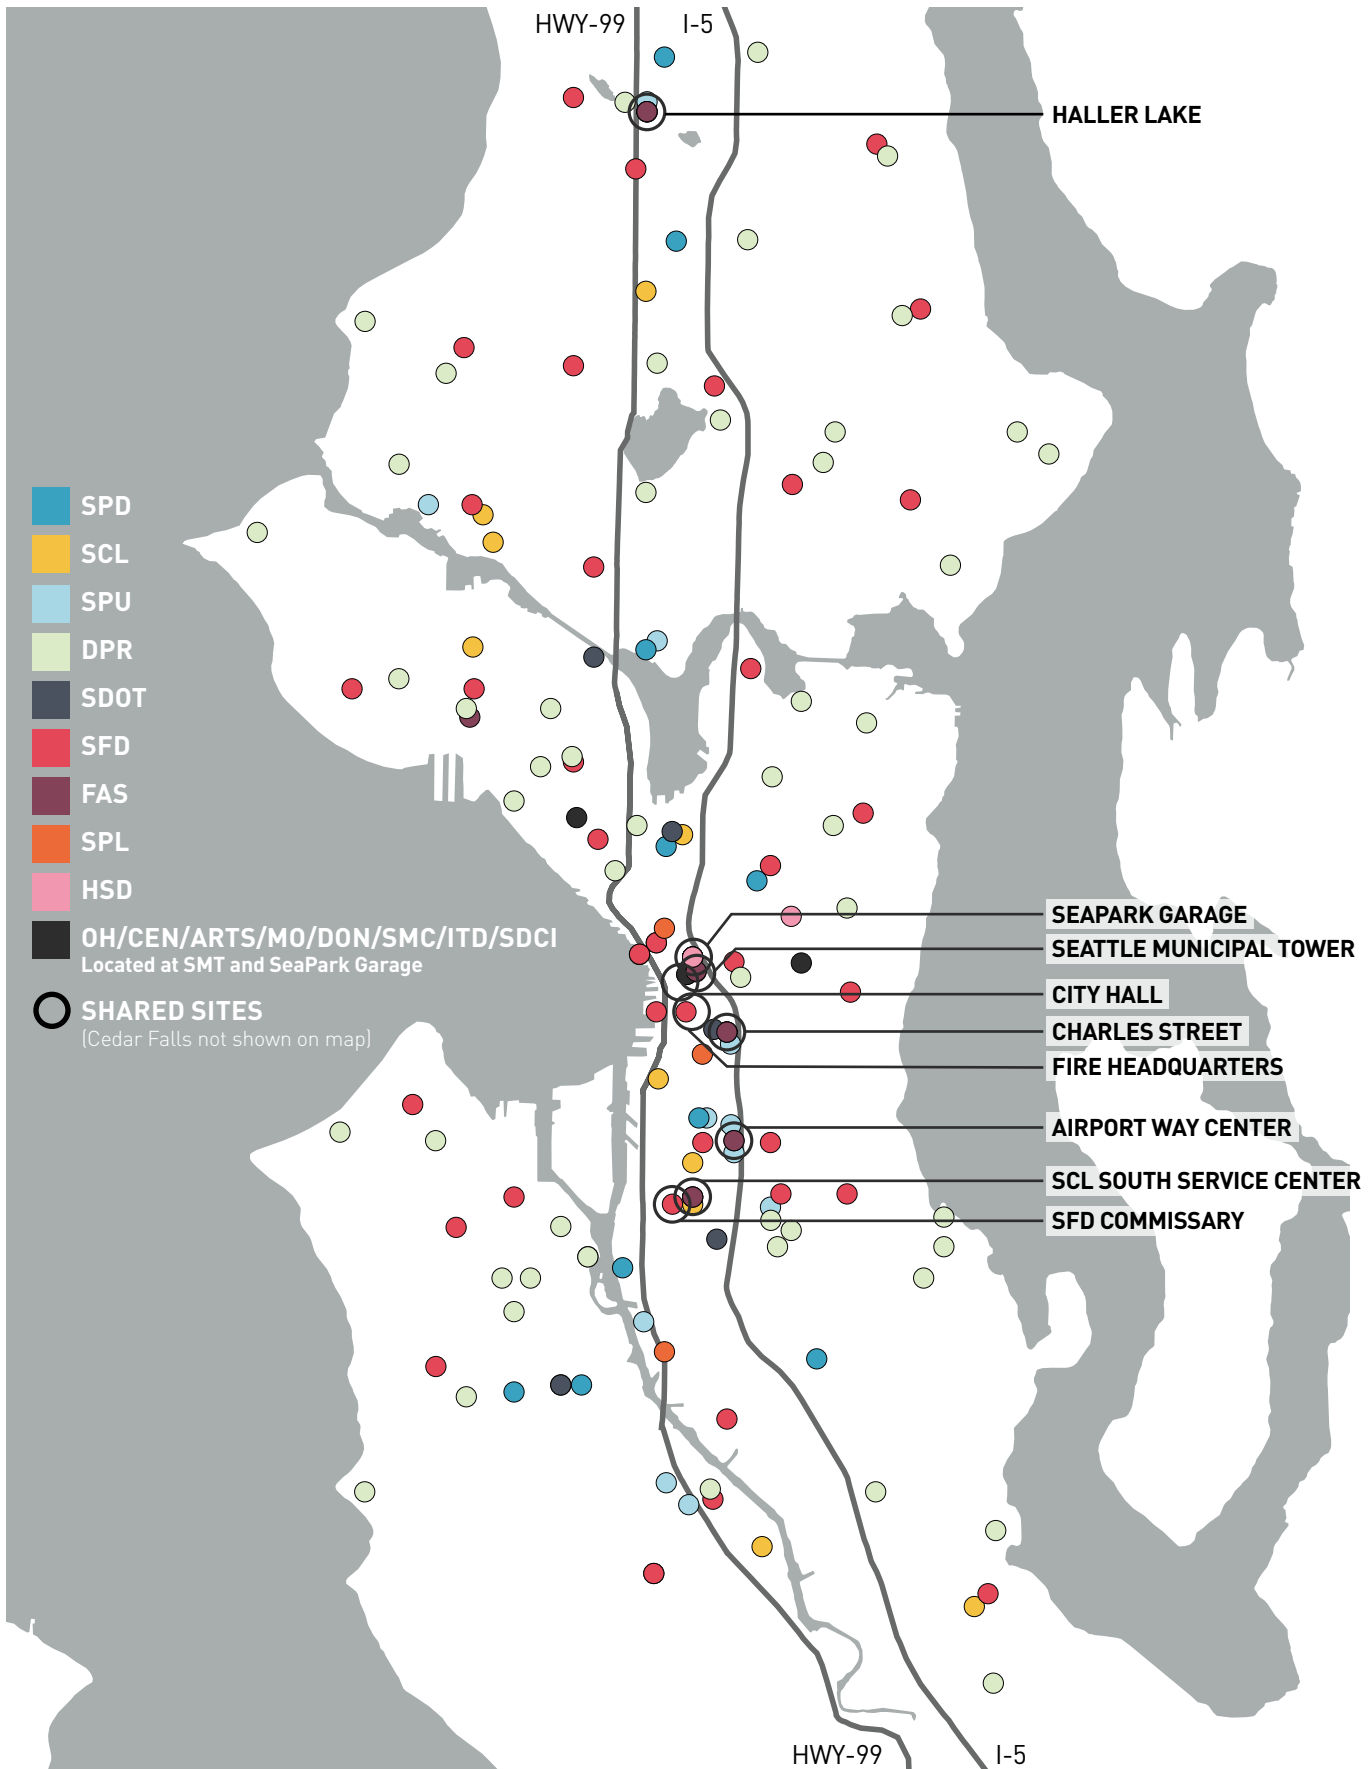 HWY-99
I-5
HALLER LAKE
SPD
SCL
SPU
DPR
SDOT
SFD
FAS
SPL
HSD
OH/CEN/ARTS/MO/DON/SMC/ITD/SDCI
Located at SMT and SeaPark Garage
SHARED SITES
(Cedar Falls not shown on map)
SEAPARK GARAGE
SEATTLE MUNICIPAL TOWER
CITY HALL
CHARLES STREET
FIRE HEADQUARTERS
AIRPORT WAY CENTER
SCL SOUTH SERVICE CENTER
SFD COMMISSARY
HWY-99
I-5